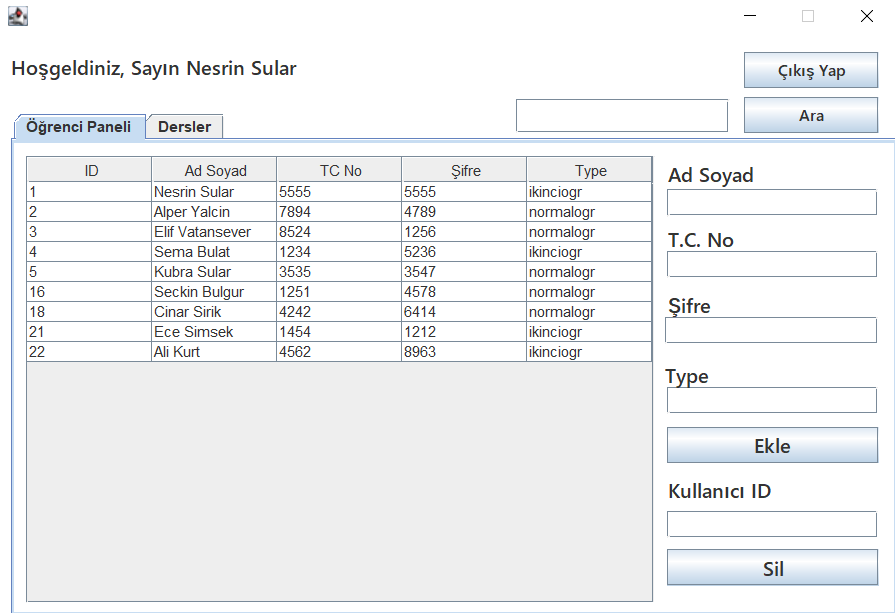 Hoşgeldiniz, Sayın Nesrin Sular
Çıkış Yap
Ara
Öğrenci Paneli Dersler
ID Ad Soyad TC No Şifre Type
1 Nesrin Sular 5555 5555 ikinciogr
2 Alper Yalcin 7894 4789 normalogr
3 Elif Vatansever 8524 1256 normalogr
4 Sema Bulat 1234 5236 ikinciogr
5 Kubra Sular 3535 3547 normalogr
16 Seckin Bulgur 1251 4578 normalogr
18 Cinar Sirik 4242 6414 normalogr
21 Ece Simsek 1454 1212 ikinciogr
22 Ali Kurt 4562 8963 ikinciogr
Ad Soyad
T.C. No
Şifre
Type
Ekle
Kullanıcı ID
Sil